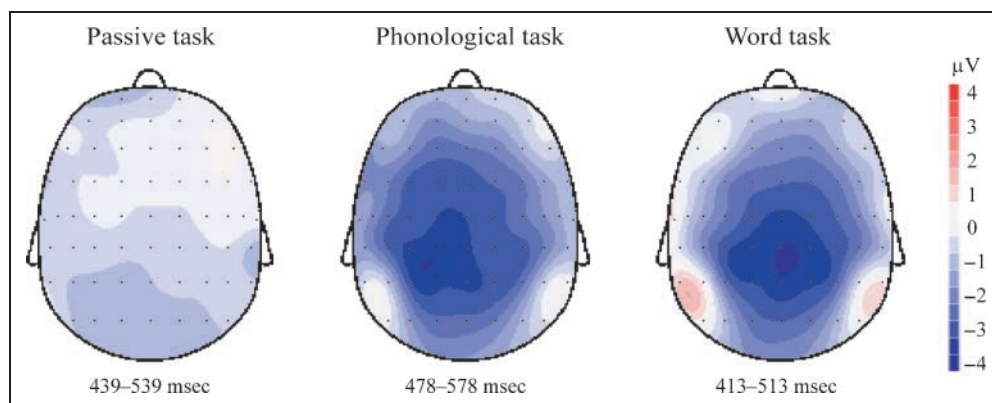 Passive task
Phonological task
Word task
μV
4
3
2
1
0
−1
−2
−3
−4
439–539 msec
478–578 msec
413–513 msec